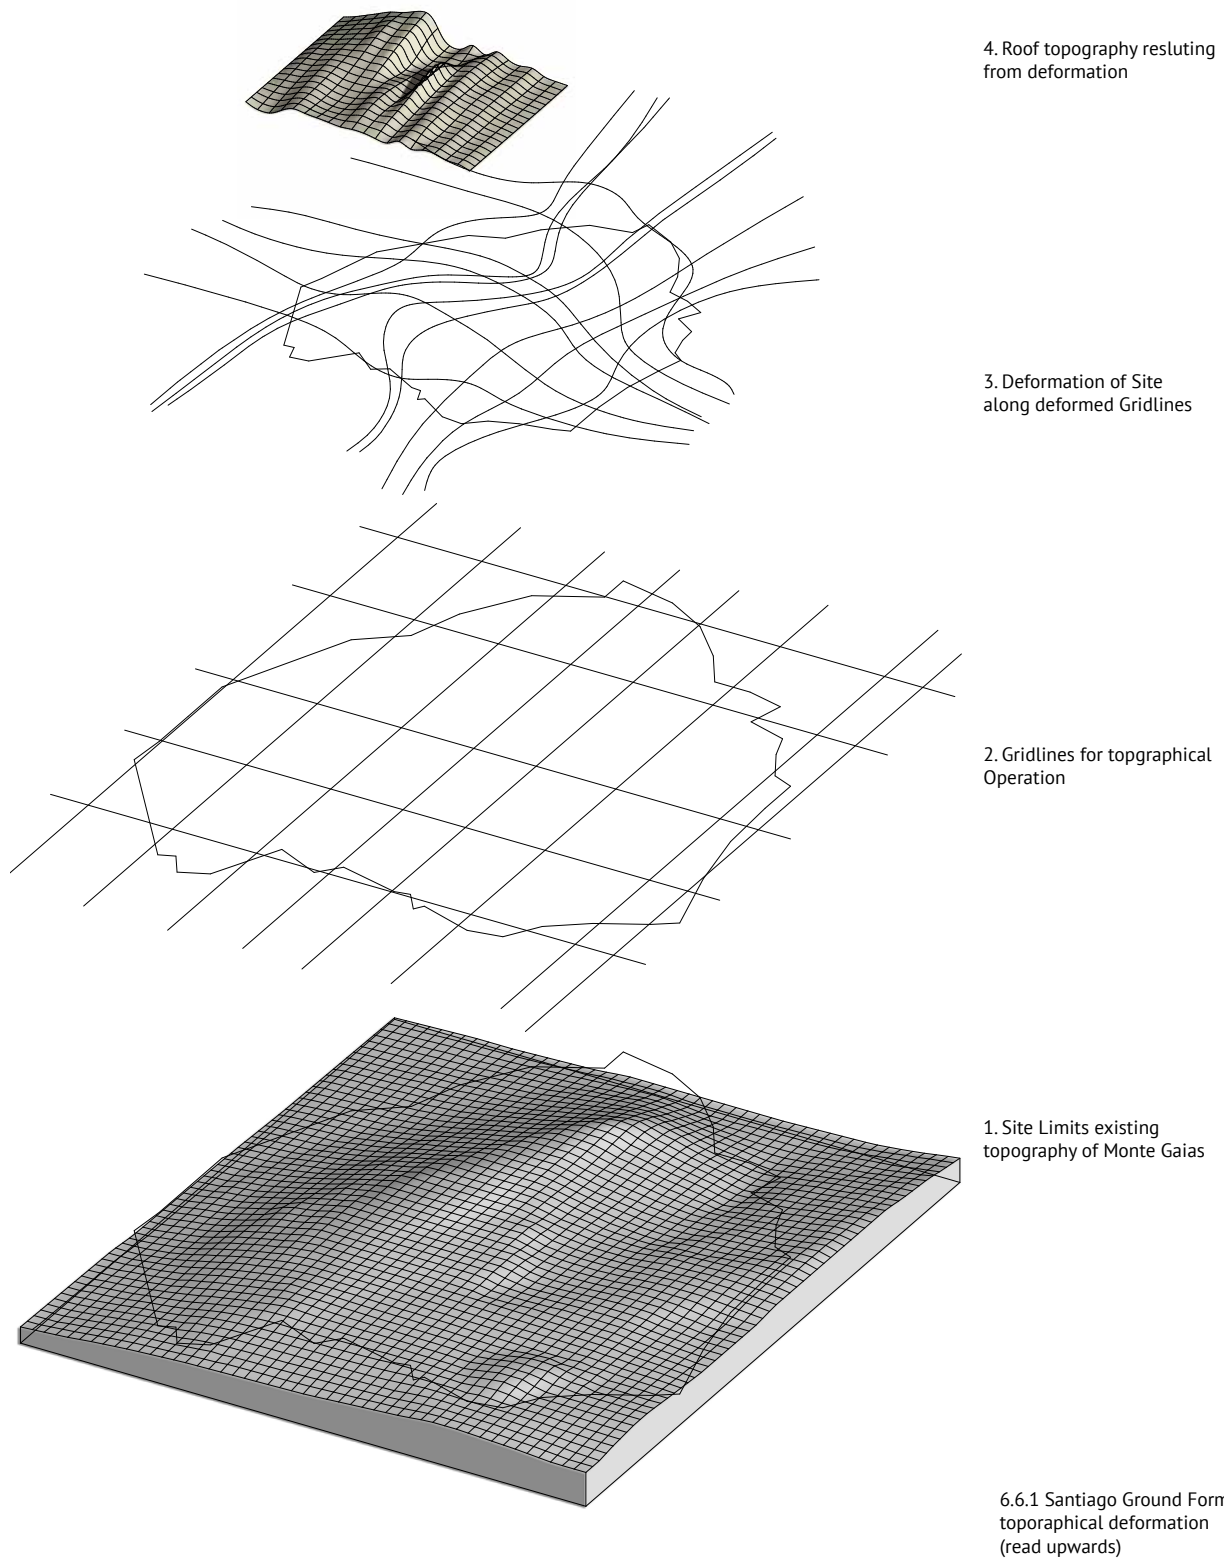 4. Roof topography resluting
from deformation
3. Deformation of Site
along deformed Gridlines
2. Gridlines for topgraphical
Operation
1. Site Limits existing
topography of Monte Gaias
6.6.1 Santiago Ground Form
toporaphical deformation
(read upwards)